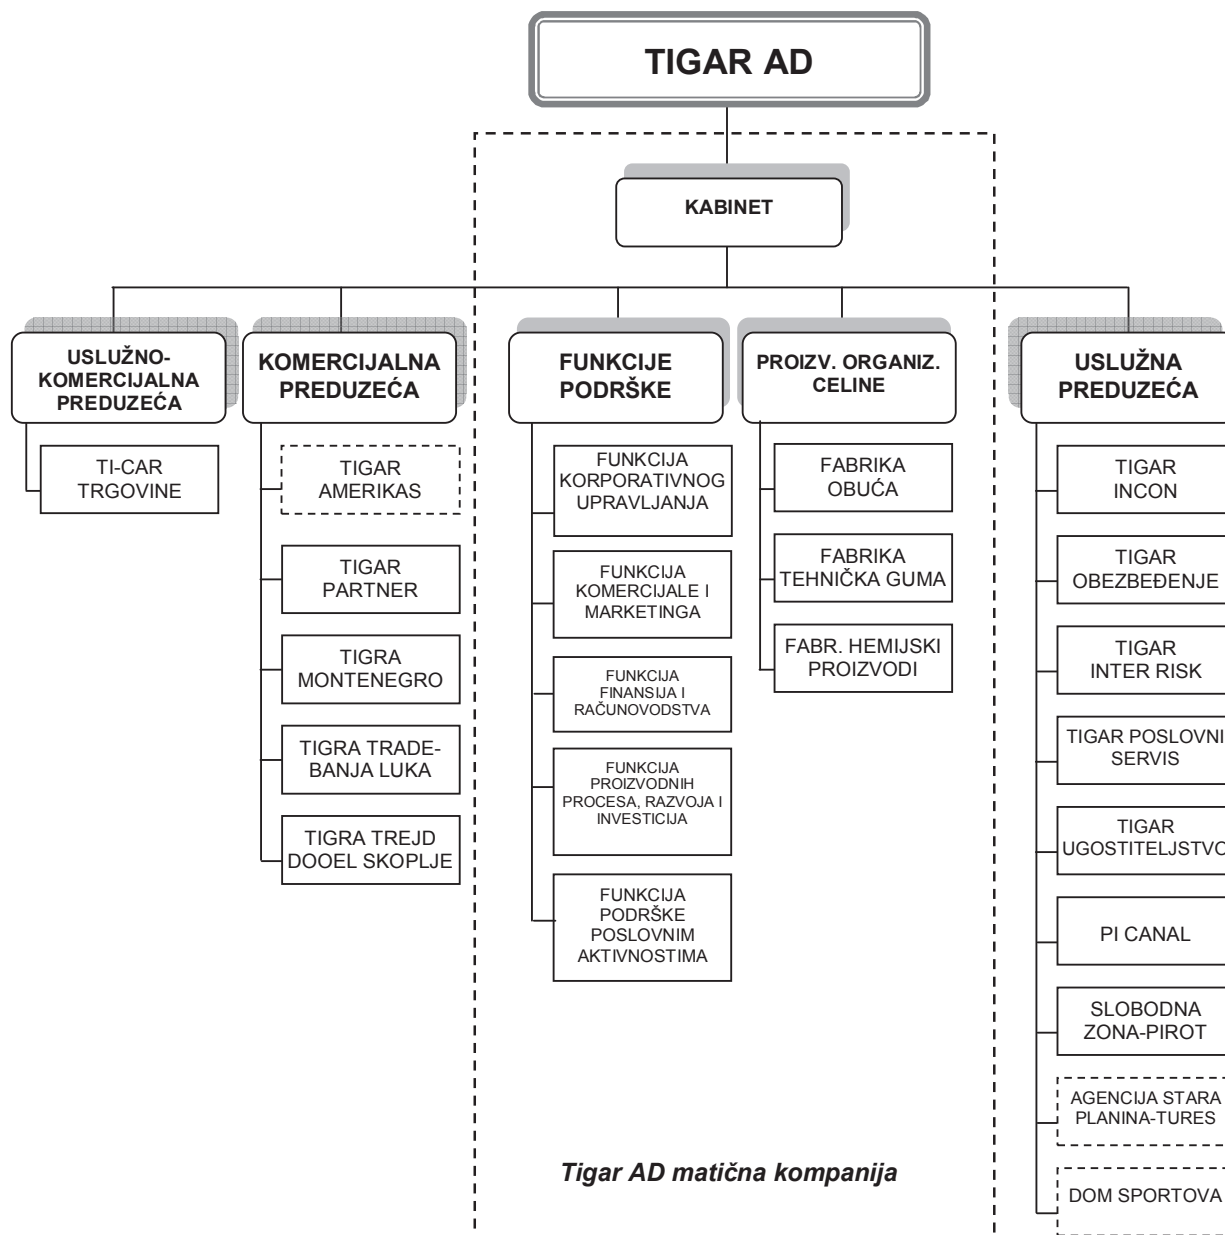 TIGAR AD
KABINET
USLUŽNO-
KOMERCIJALNA
PREDUZEĆA
TI-CAR
TRGOVINE
KOMERCIJALNA
PREDUZEĆA
TIGAR
AMERIKAS
TIGAR
PARTNER
TIGRA
MONTENEGRO
TIGRA TRADE-
BANJA LUKA
TIGRA TREJD
DOOEL SKOPLJE
FUNKCIJE
PODRŠKE
FUNKCIJA
KORPORATIVNOG
UPRAVLJANJA
FUNKCIJA
KOMERCIJALE I
MARKETINGA
FUNKCIJA
FINANSIJA I
RAČUNOVODSTVA
FUNKCIJA
PROIZVODNIH
PROCESA, RAZVOJA I
INVESTICIJA
FUNKCIJA
PODRŠKE
POSLOVNIM
AKTIVNOSTIMA
PROIZV. ORGANIZ.
CELINE
FABRIKA
OBUĆA
FABRIKA
TEHNIČKA GUMA
FABR. HEMIJSKI
PROIZVODI
USLUŽNA
PREDUZEĆA
TIGAR
INCON
TIGAR
OBEZBEĐENJE
TIGAR
INTER RISK
TIGAR POSLOVNI
SERVIS
TIGAR
UGOSTITELJSTVO
PI CANAL
SLOBODNA
ZONA-PIROT
AGENCIJA STARA
PLANINA-TURES
DOM SPORTOVA
Tigar AD matična kompanija